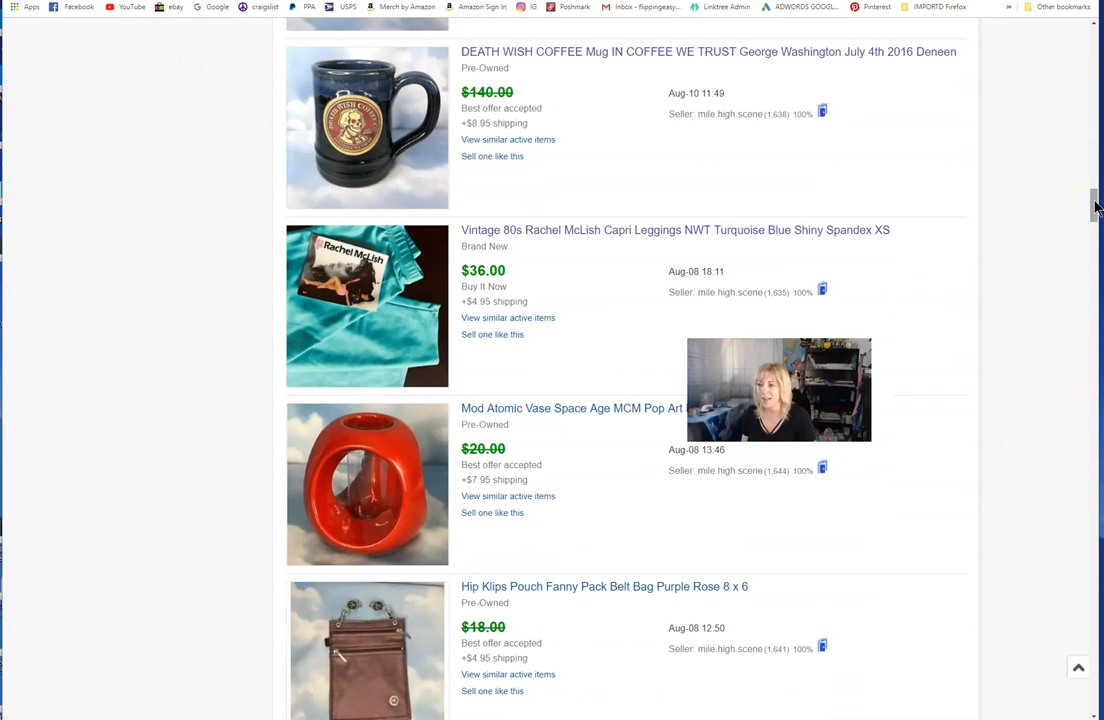 Apps Facebook YouTube ebay Google craigslist PPA USPS Merch by Amazon Amazon Sign In IG Poshmark Inbox - flippingeasy... Linktree Admin ADWORDS GOOGL... Pinterest IMPORTD Firefox » Other bookmarks
DEATH WISH COFFEE Mug IN COFFEE WE TRUST George Washington July 4th 2016 Deneen
Pre-Owned
$140.00 Aug-10 11:49
Best offer accepted Seller: mile.high.scene (1,638) 100%
+$8.95 shipping
View similar active items
Sell one like this
Vintage 80s Rachel McLish Capri Leggings NWT Turquoise Blue Shiny Spandex XS
Brand New
Rachel McLish
$36.00 Aug-08 18:11
Buy It Now Seller: mile.high.scene (1,635) 100%
+$4.95 shipping
View similar active items
Sell one like this
Mod Atomic Vase Space Age MCM Pop Art
Pre-Owned
$20.00 Aug-08 13:46
Best offer accepted Seller: mile.high.scene (1,644) 100%
+$7.95 shipping
View similar active items
Sell one like this
Hip Klips Pouch Fanny Pack Belt Bag Purple Rose 8 x 6
Pre-Owned
$18.00 Aug-08 12:50
Best offer accepted Seller: mile.high.scene (1,641) 100%
+$4.95 shipping
View similar active items
Sell one like this